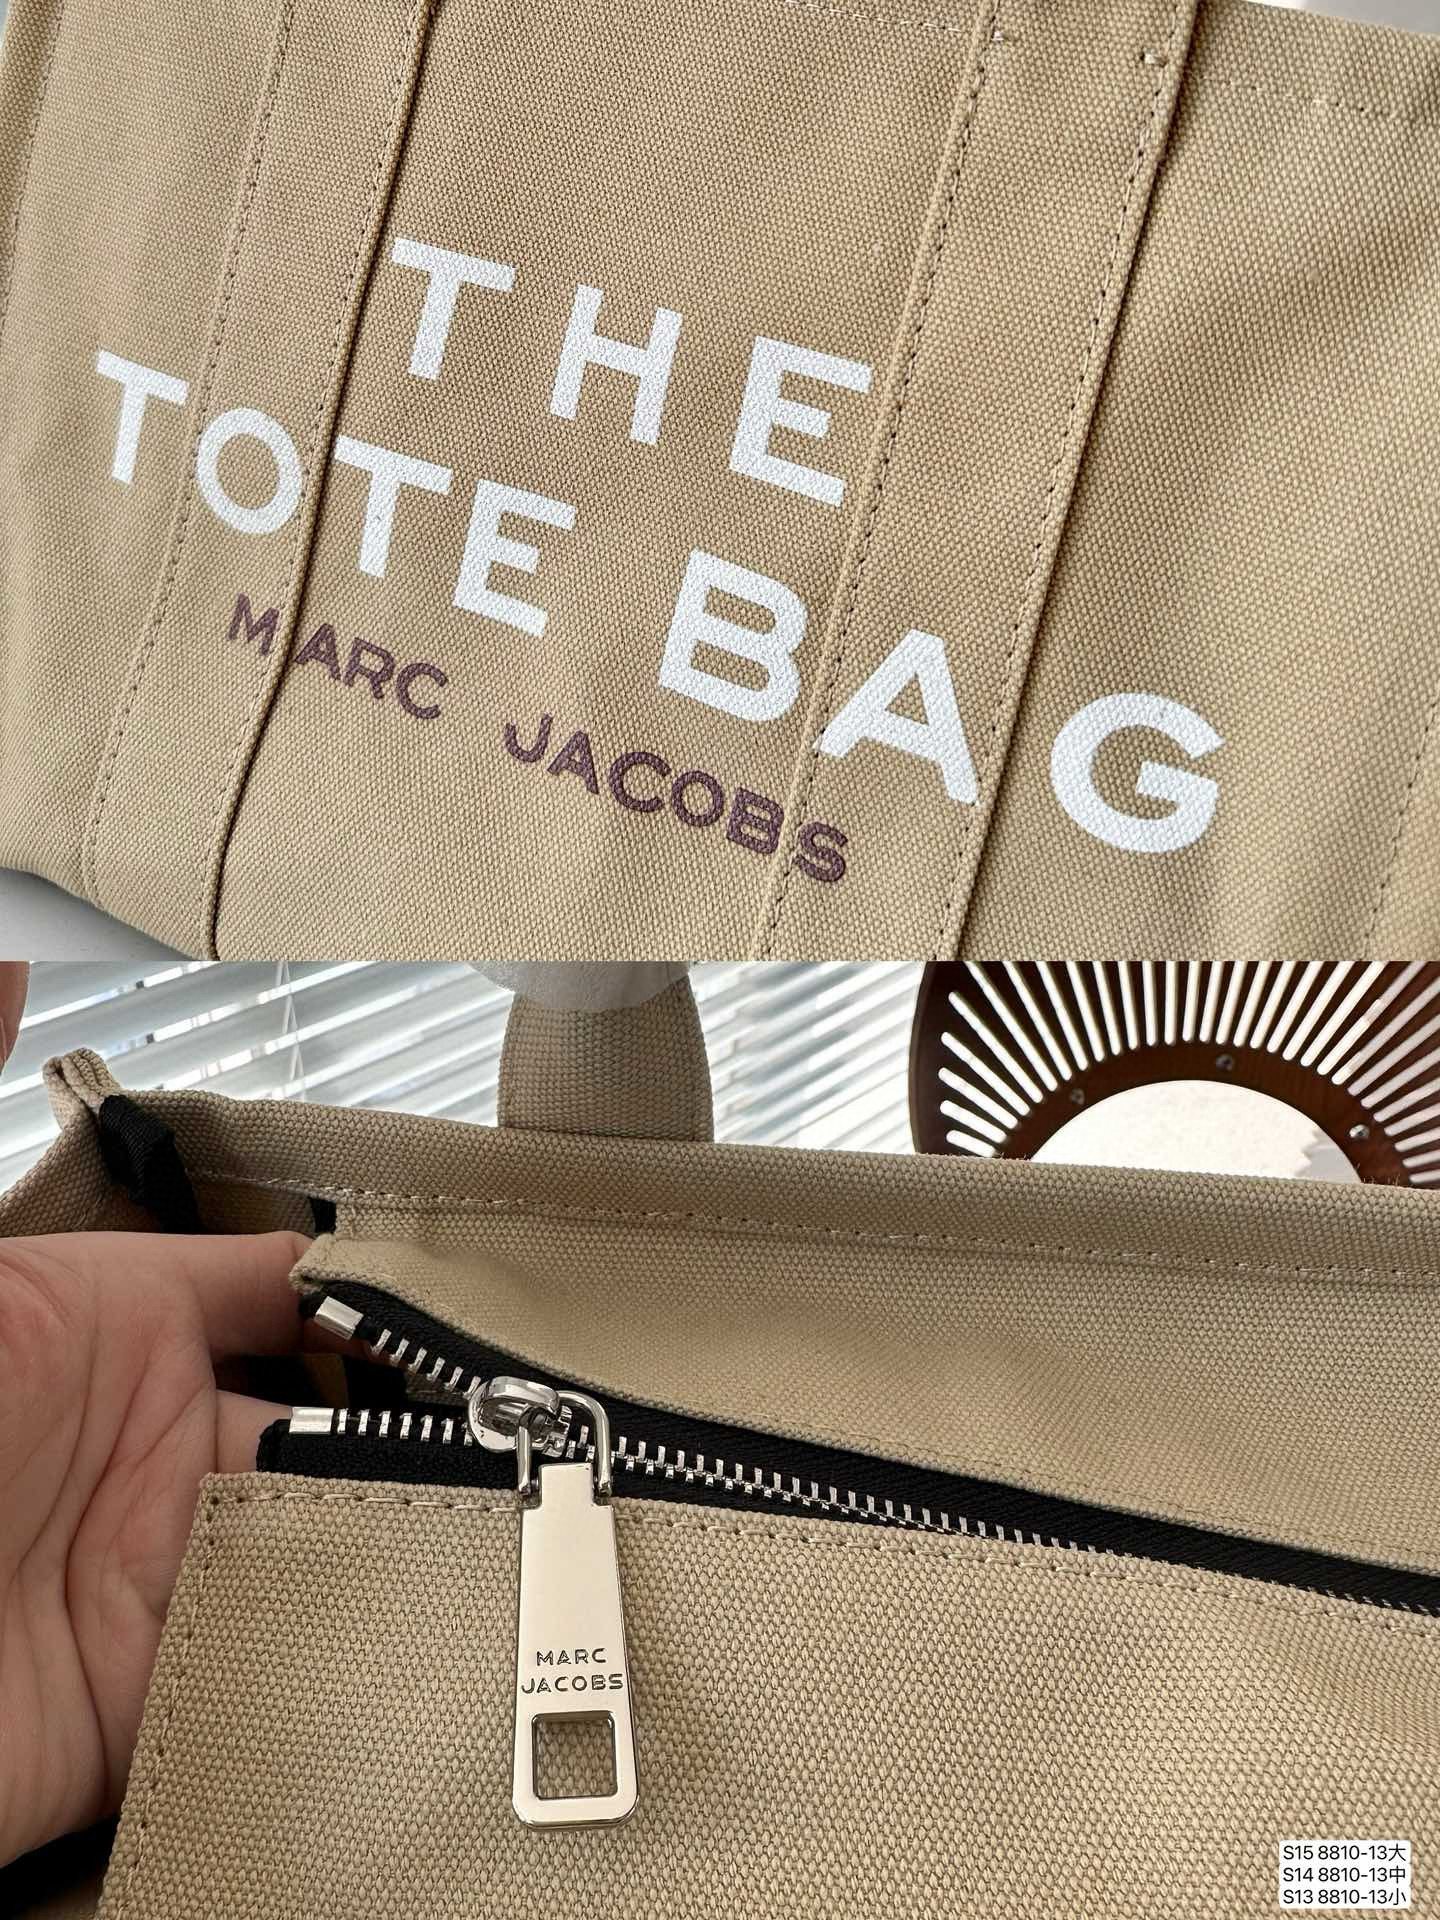 THE
TOTE BAG
MARC JACOBS
MARC
JACOBS
S15 8810-13大
S14 8810-13中
S13 8810-13小